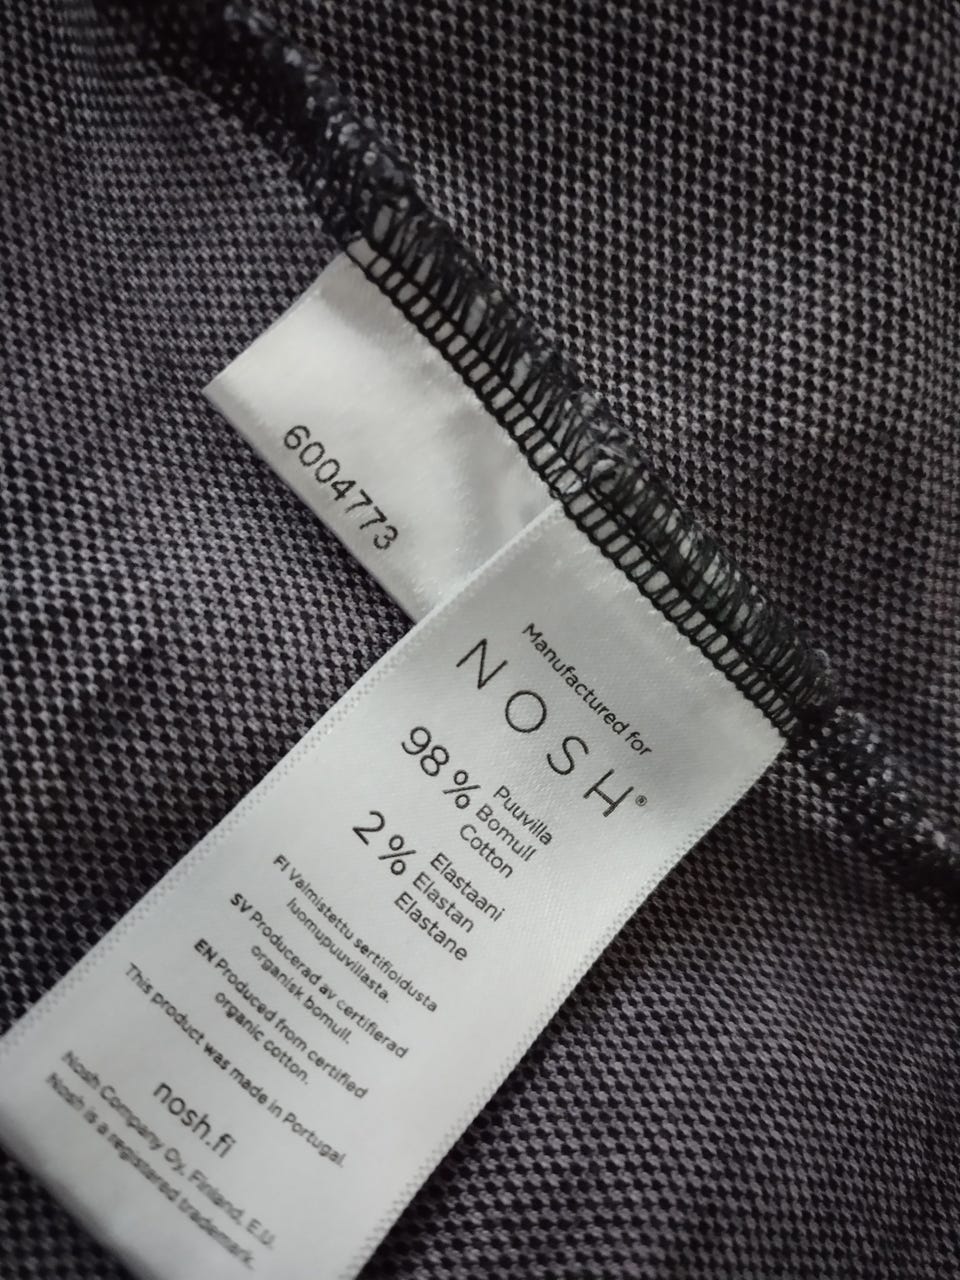 6004773
Manufactured for
NOSH®
98 % Puuvilla
Bomull
Cotton
2 % Elastaani
Elastan
Elastane
FI Valmistettu sertifioidusta
luomupuuvillasta.
SV Producerad av certifierad
organisk bomull.
EN Produced from certified
organic cotton.
This product was made in Portugal.
nosh.fi
Nosh Company Oy, Finland, E.U.
Nosh is a registered trademark.